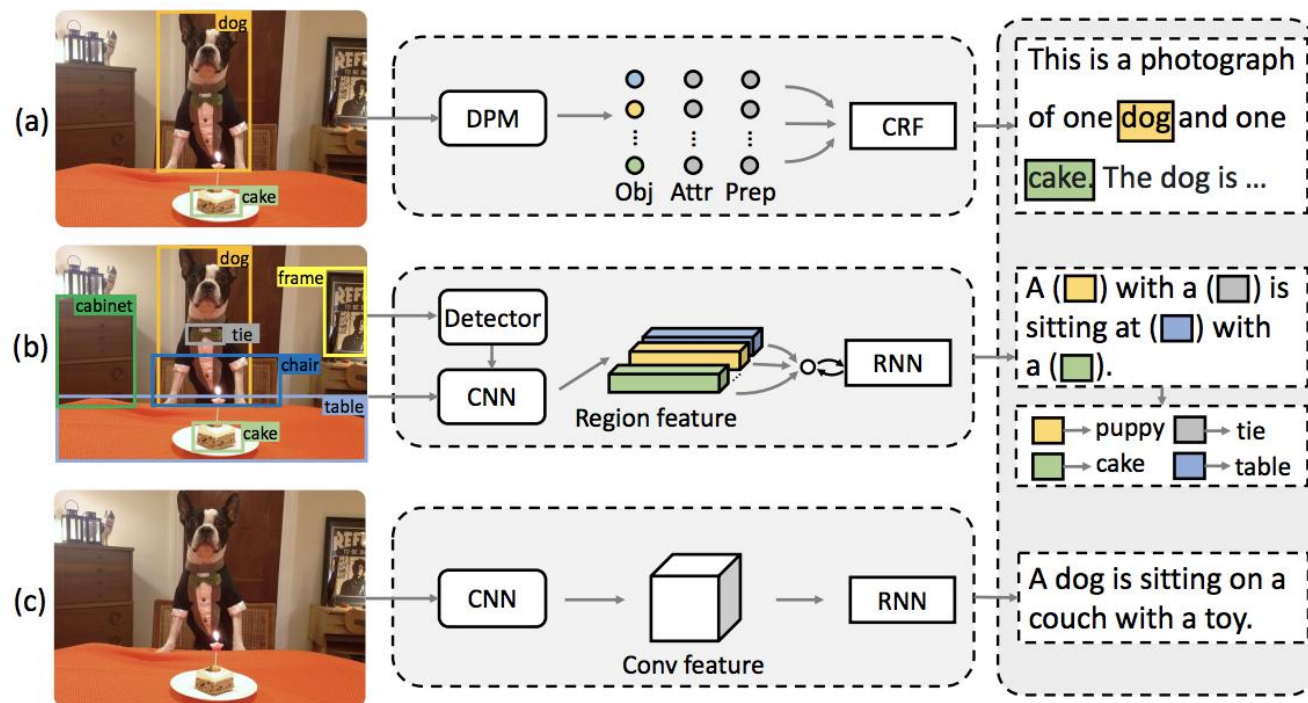 (a)
dog
cake
DPM
Obj Attr Prep
CRF
This is a photograph
of one dog and one
cake. The dog is ...
(b)
dog
frame
cabinet
tie
chair
table
cake
Detector
CNN
Region feature
RNN
A ( ) with a ( ) is
sitting at ( ) with
a ( ).
puppy tie
cake table
(c)
CNN
Conv feature
RNN
A dog is sitting on a
couch with a toy.